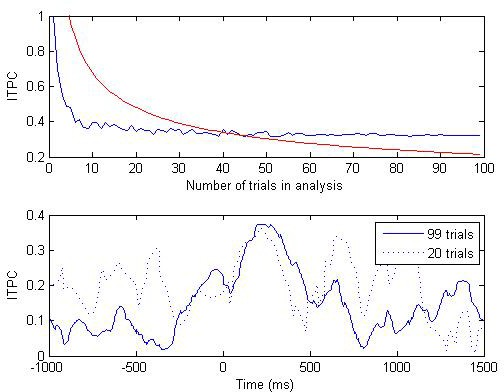 1
0.8
0.6
0.4
0.2
ITPC
0 10 20 30 40 50 60 70 80 90 100
Number of trials in analysis
0.4
0.3
0.2
0.1
0
ITPC
99 trials
20 trials
-1000 -500 0 500 1000 1500
Time (ms)